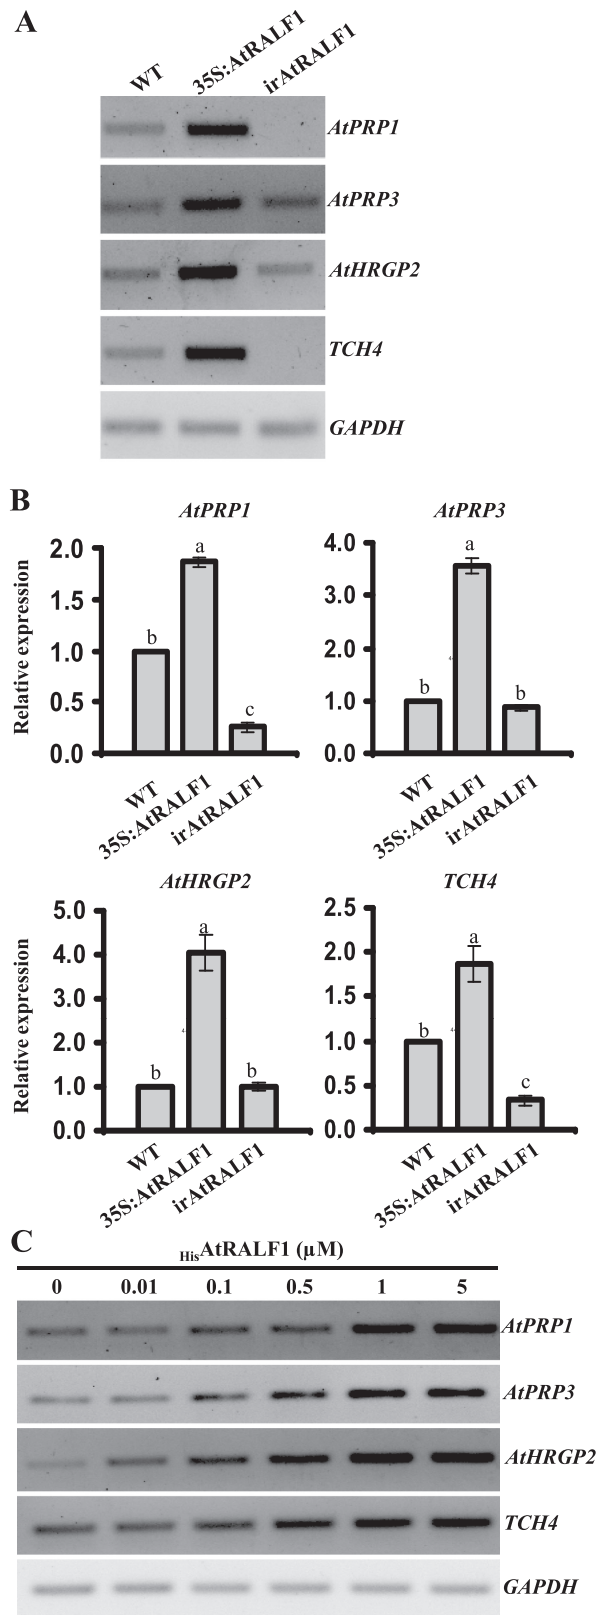 A
WT 35S:AtRALF1 irAtRALF1
AtPRP1
AtPRP3
AtHRGP2
TCH4
GAPDH
B
AtPRP1
Relative expression
2.0
1.5
1.0
0.5
0.0
b a c
WT 35S:AtRALF1 irAtRALF1
AtPRP3
4.0
3.0
2.0
1.0
0.0
b a b
WT 35S:AtRALF1 irAtRALF1
AtHRGP2
Relative expression
5.0
4.0
3.0
2.0
1.0
0.0
b a b
WT 35S:AtRALF1 irAtRALF1
TCH4
2.5
2.0
1.0
0.5
0.0
b a c
WT 35S:AtRALF1 irAtRALF1
C
HisAtRALF1 (µM)
0 0.01 0.1 0.5 1 5
AtPRP1
AtPRP3
AtHRGP2
TCH4
GAPDH